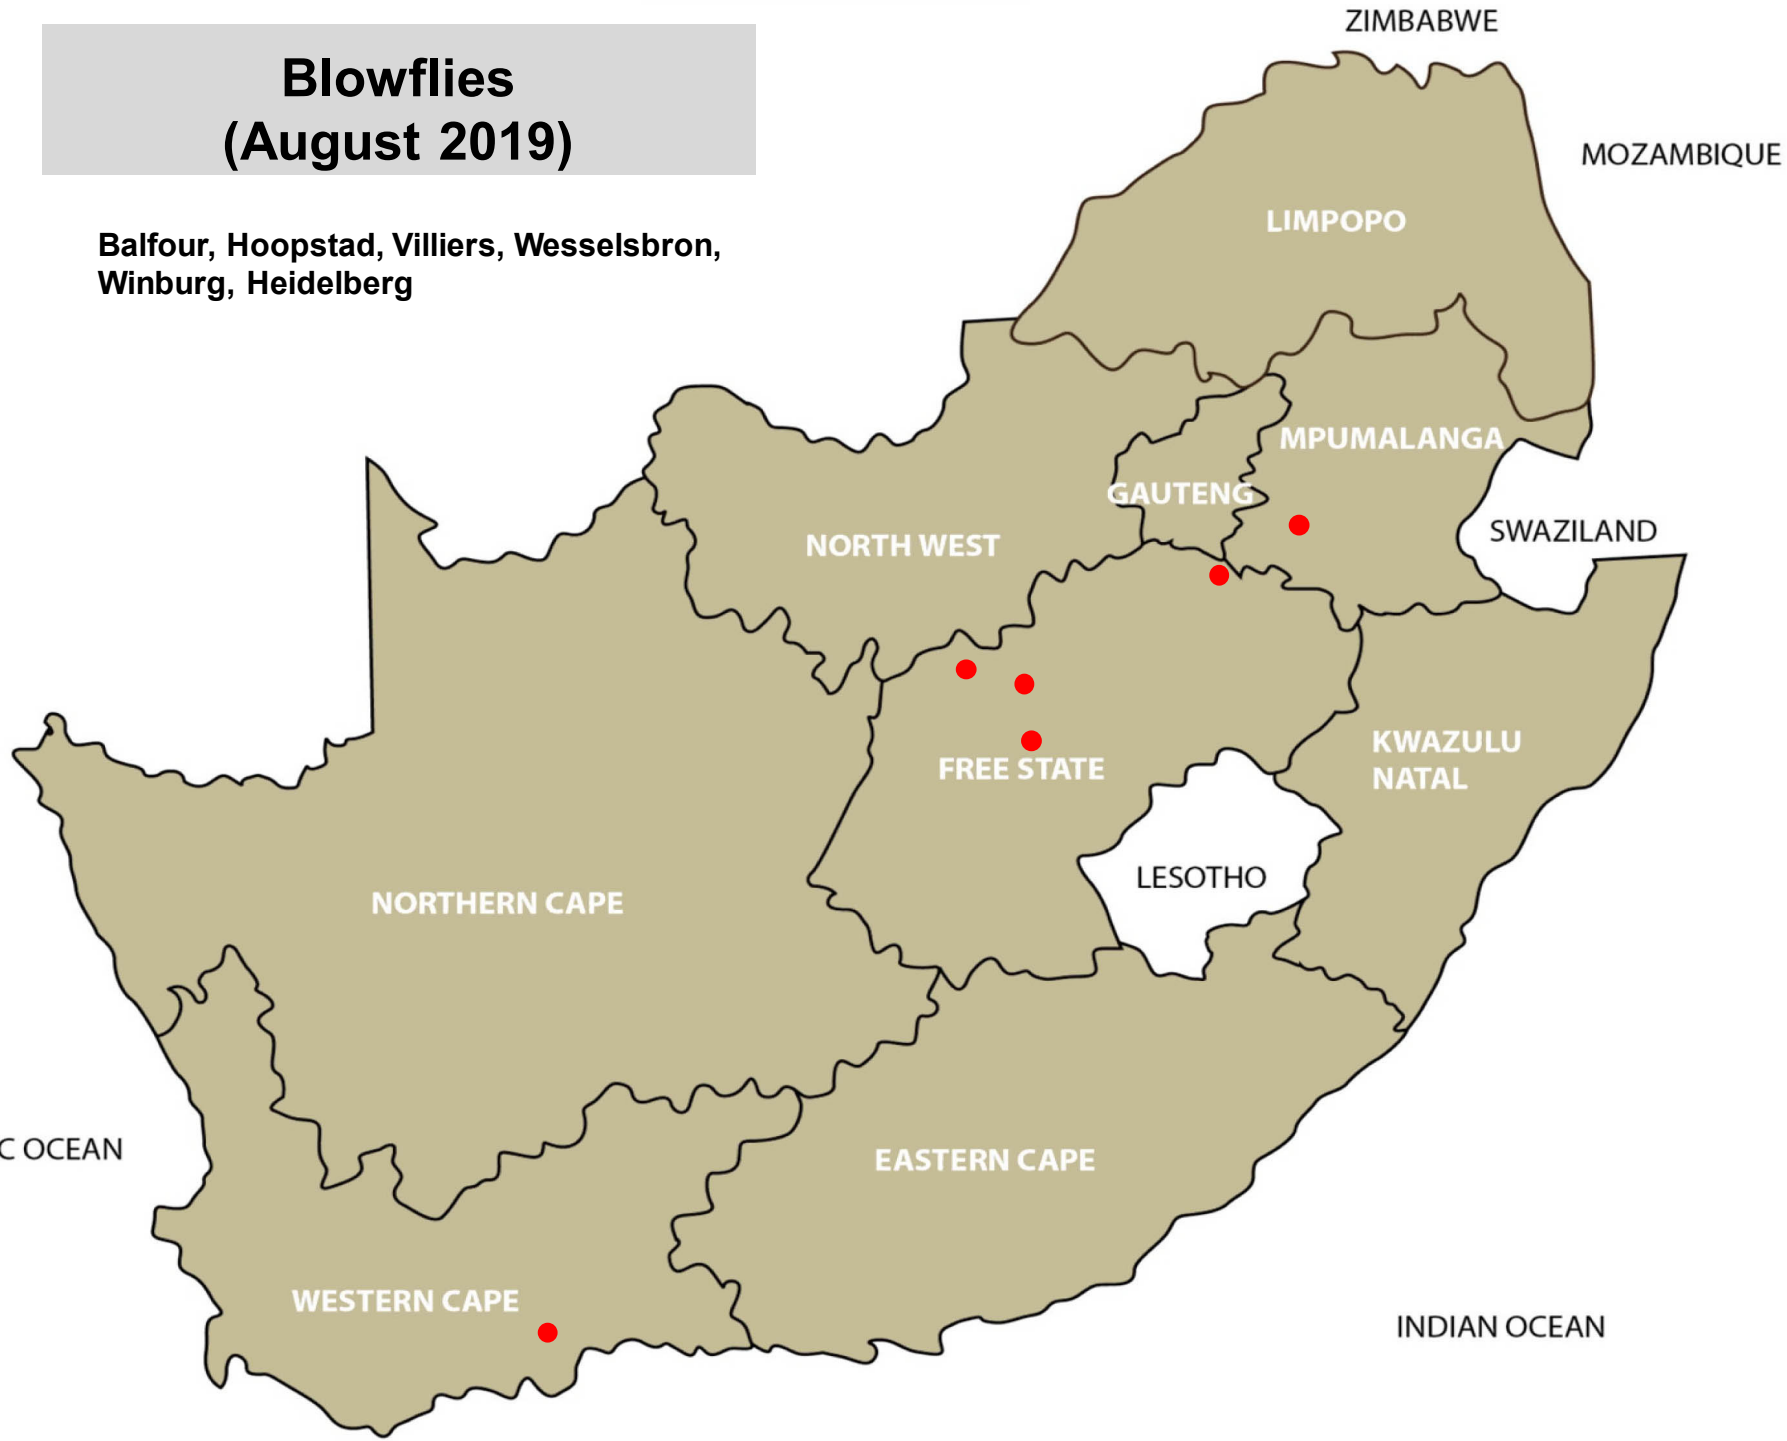 Blowflies
(August 2019)
Balfour, Hoopstad, Villiers, Wesselsbron,
Winburg, Heidelberg
ZIMBABWE
MOZAMBIQUE
LIMPOPO
MPUMALANGA
GAUTENG
NORTH WEST
SWAZILAND
FREE STATE
KWAZULU
NATAL
LESOTHO
NORTHERN CAPE
C OCEAN
EASTERN CAPE
WESTERN CAPE
INDIAN OCEAN